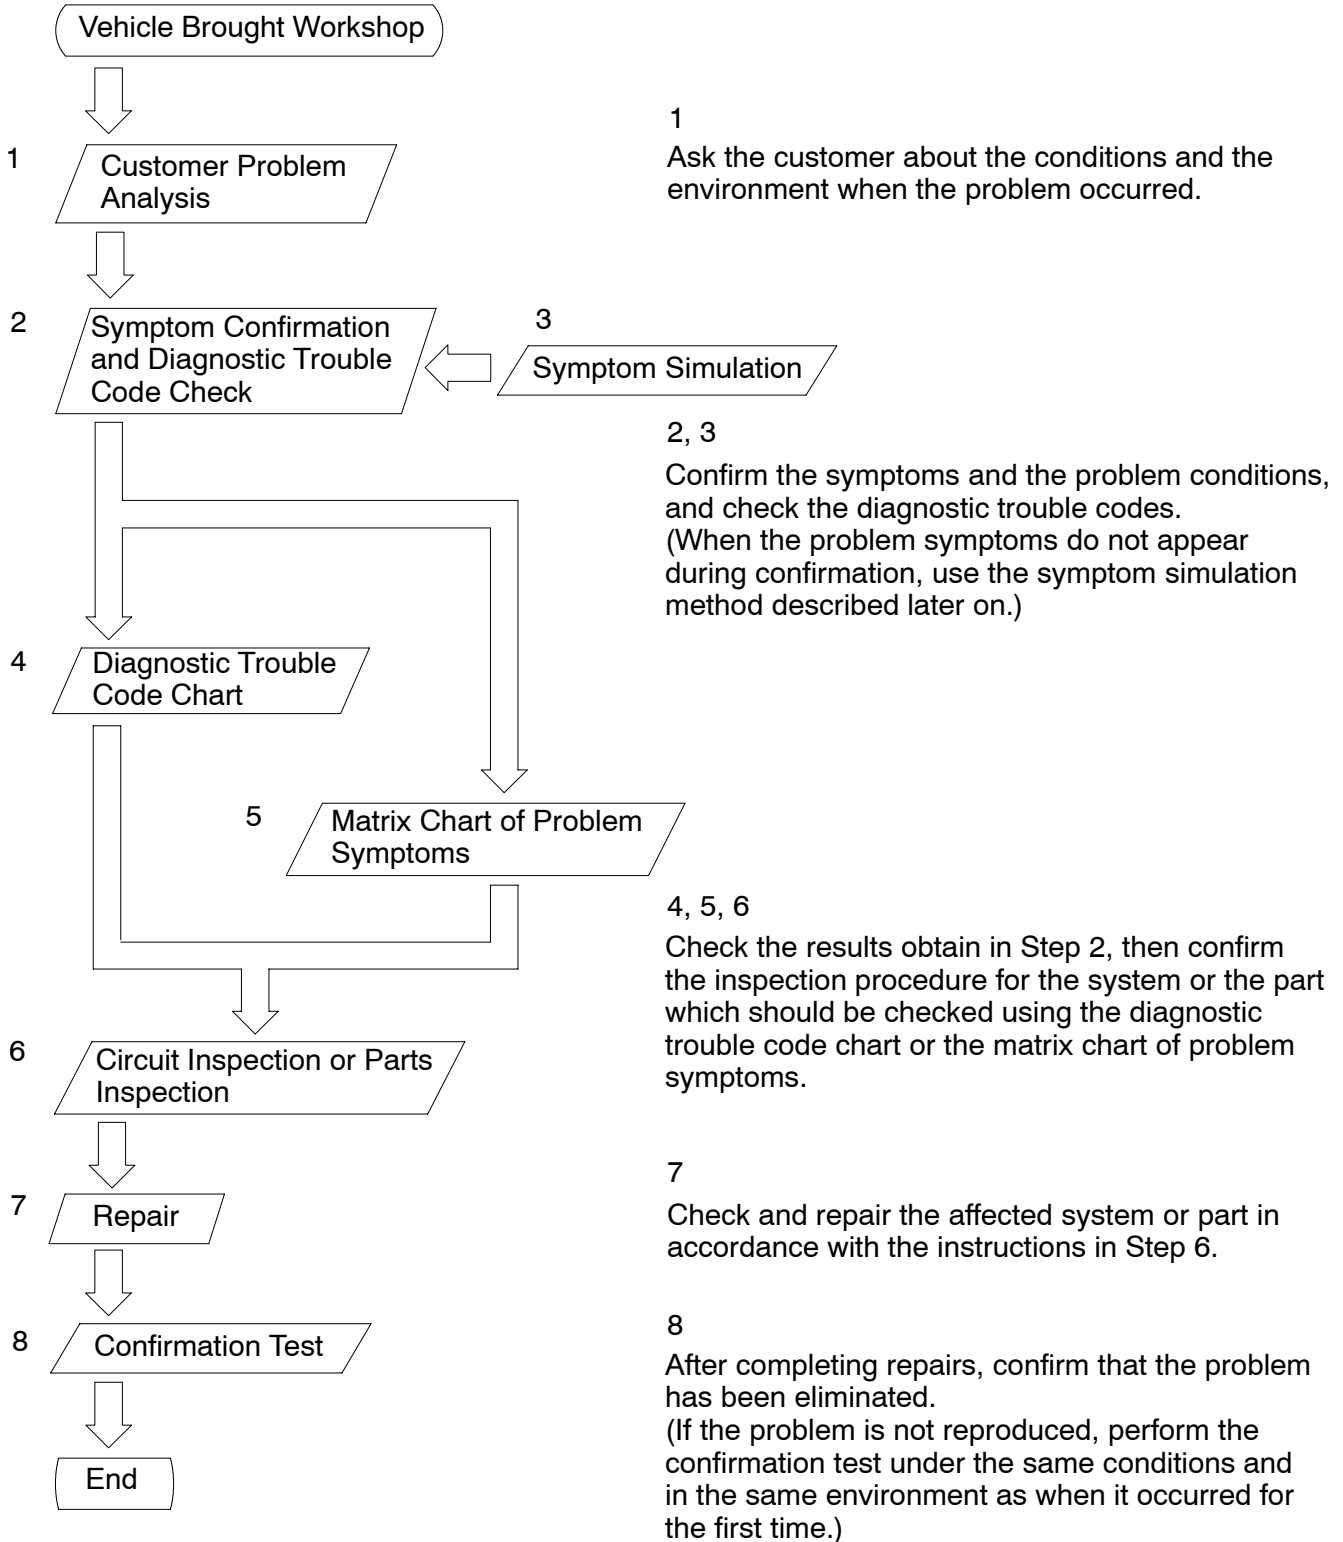 Vehicle Brought Workshop
1
Customer Problem
Analysis
1
Ask the customer about the conditions and the
environment when the problem occurred.
2
Symptom Confirmation
and Diagnostic Trouble
Code Check
3
Symptom Simulation
2, 3
Confirm the symptoms and the problem conditions,
and check the diagnostic trouble codes.
(When the problem symptoms do not appear
during confirmation, use the symptom simulation
method described later on.)
4
Diagnostic Trouble
Code Chart
5
Matrix Chart of Problem
Symptoms
4, 5, 6
Check the results obtain in Step 2, then confirm
the inspection procedure for the system or the part
which should be checked using the diagnostic
trouble code chart or the matrix chart of problem
symptoms.
6
Circuit Inspection or Parts
Inspection
7
Repair
7
Check and repair the affected system or part in
accordance with the instructions in Step 6.
8
Confirmation Test
8
After completing repairs, confirm that the problem
has been eliminated.
(If the problem is not reproduced, perform the
confirmation test under the same conditions and
in the same environment as when it occurred for
the first time.)
End